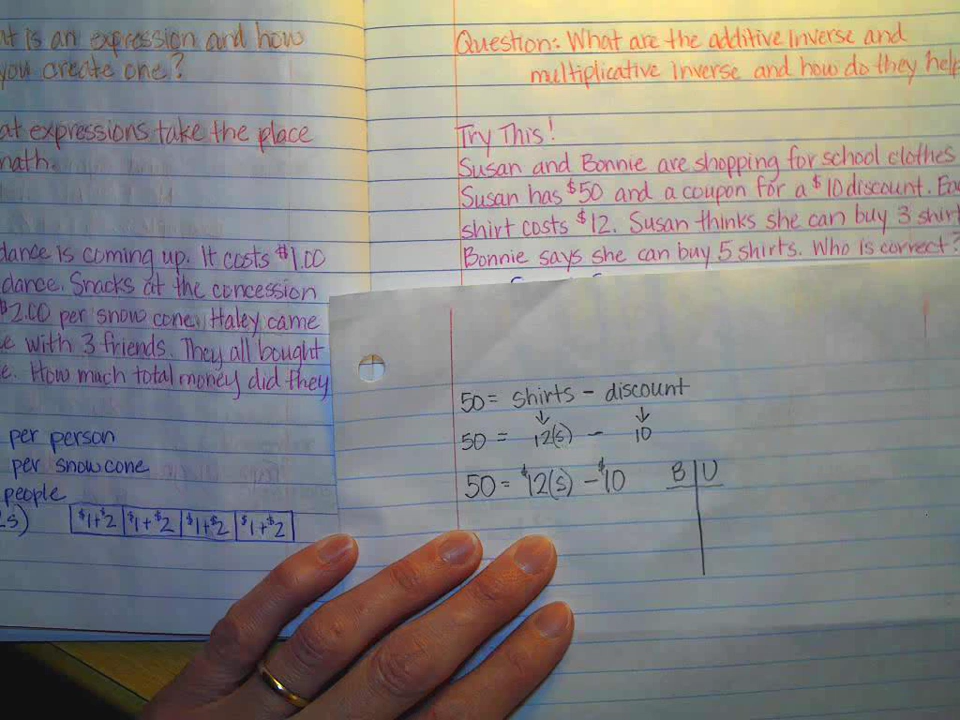 at is an expression and how
you create one?
at expressions take the place
math.
dance is coming up. It costs $1.00
dance. Snacks at the concession
$2.00 per snow cone. Haley came
e with 3 friends. They all bought
e. How much total money did they
per person
per snow cone
people
s)
$1+$2 $1+$2 $1+$2 $1+$2
Question: What are the additive inverse and
multiplicative inverse and how do they help
Try This!
Susan and Bonnie are shopping for school clothes
Susan has $50 and a coupon for a $10 discount. Ea
shirt costs $12. Susan thinks she can buy 3 shirt
Bonnie says she can buy 5 shirts. Who is correct?
50 = shirts - discount
50 = 12(s) - 10
50 = $12(s) - $10
B U